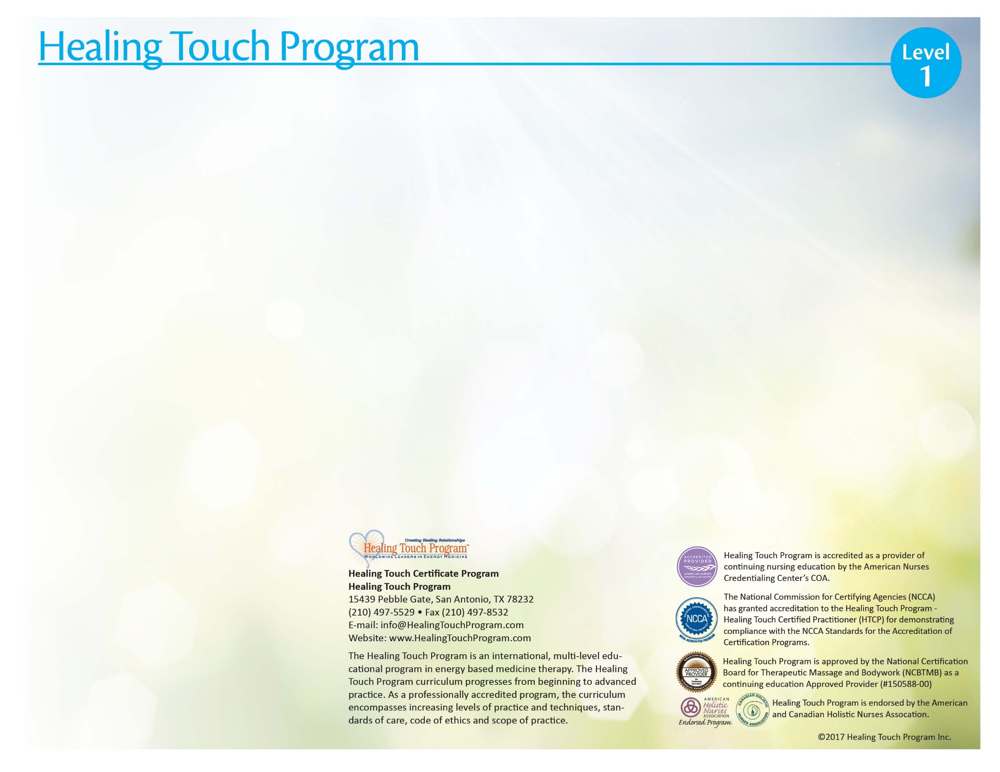 Healing Touch Program
Level
1
Creating Healing Relationships
Healing Touch Program™
WORLDWIDE LEADERS IN ENERGY MEDICINE
Healing Touch Certificate Program
Healing Touch Program
15439 Pebble Gate, San Antonio, TX 78232
(210) 497-5529 • Fax (210) 497-8532
E-mail: info@HealingTouchProgram.com
Website: www.HealingTouchProgram.com
The Healing Touch Program is an international, multi-level edu-
cational program in energy based medicine therapy. The Healing
Touch Program curriculum progresses from beginning to advanced
practice. As a professionally accredited program, the curriculum
encompasses increasing levels of practice and techniques, stan-
dards of care, code of ethics and scope of practice.
ACCREDITED
PROVIDER
AMERICAN NURSES
CREDENTIALING CENTER
Healing Touch Program is accredited as a provider of
continuing nursing education by the American Nurses
Credentialing Center's COA.
NATIONAL COMMISSION FOR
NCCA
CERTIFYING AGENCIES
NCCA ACCREDITED PROGRAM
The National Commission for Certifying Agencies (NCCA)
has granted accreditation to the Healing Touch Program -
Healing Touch Certified Practitioner (HTCP) for demonstrating
compliance with the NCCA Standards for the Accreditation of
Certification Programs.
APPROVED
PROVIDER
for
Continuing
Education
Healing Touch Program is approved by the National Certification
Board for Therapeutic Massage and Bodywork (NCBTMB) as a
continuing education Approved Provider (#150588-00)
AMERICAN
Holistic
Nurses
ASSOCIATION
Endorsed Program
CANADIAN HOLISTIC
NURSES ASSOCIATION
Healing Touch Program is endorsed by the American
and Canadian Holistic Nurses Assocation.
©2017 Healing Touch Program Inc.